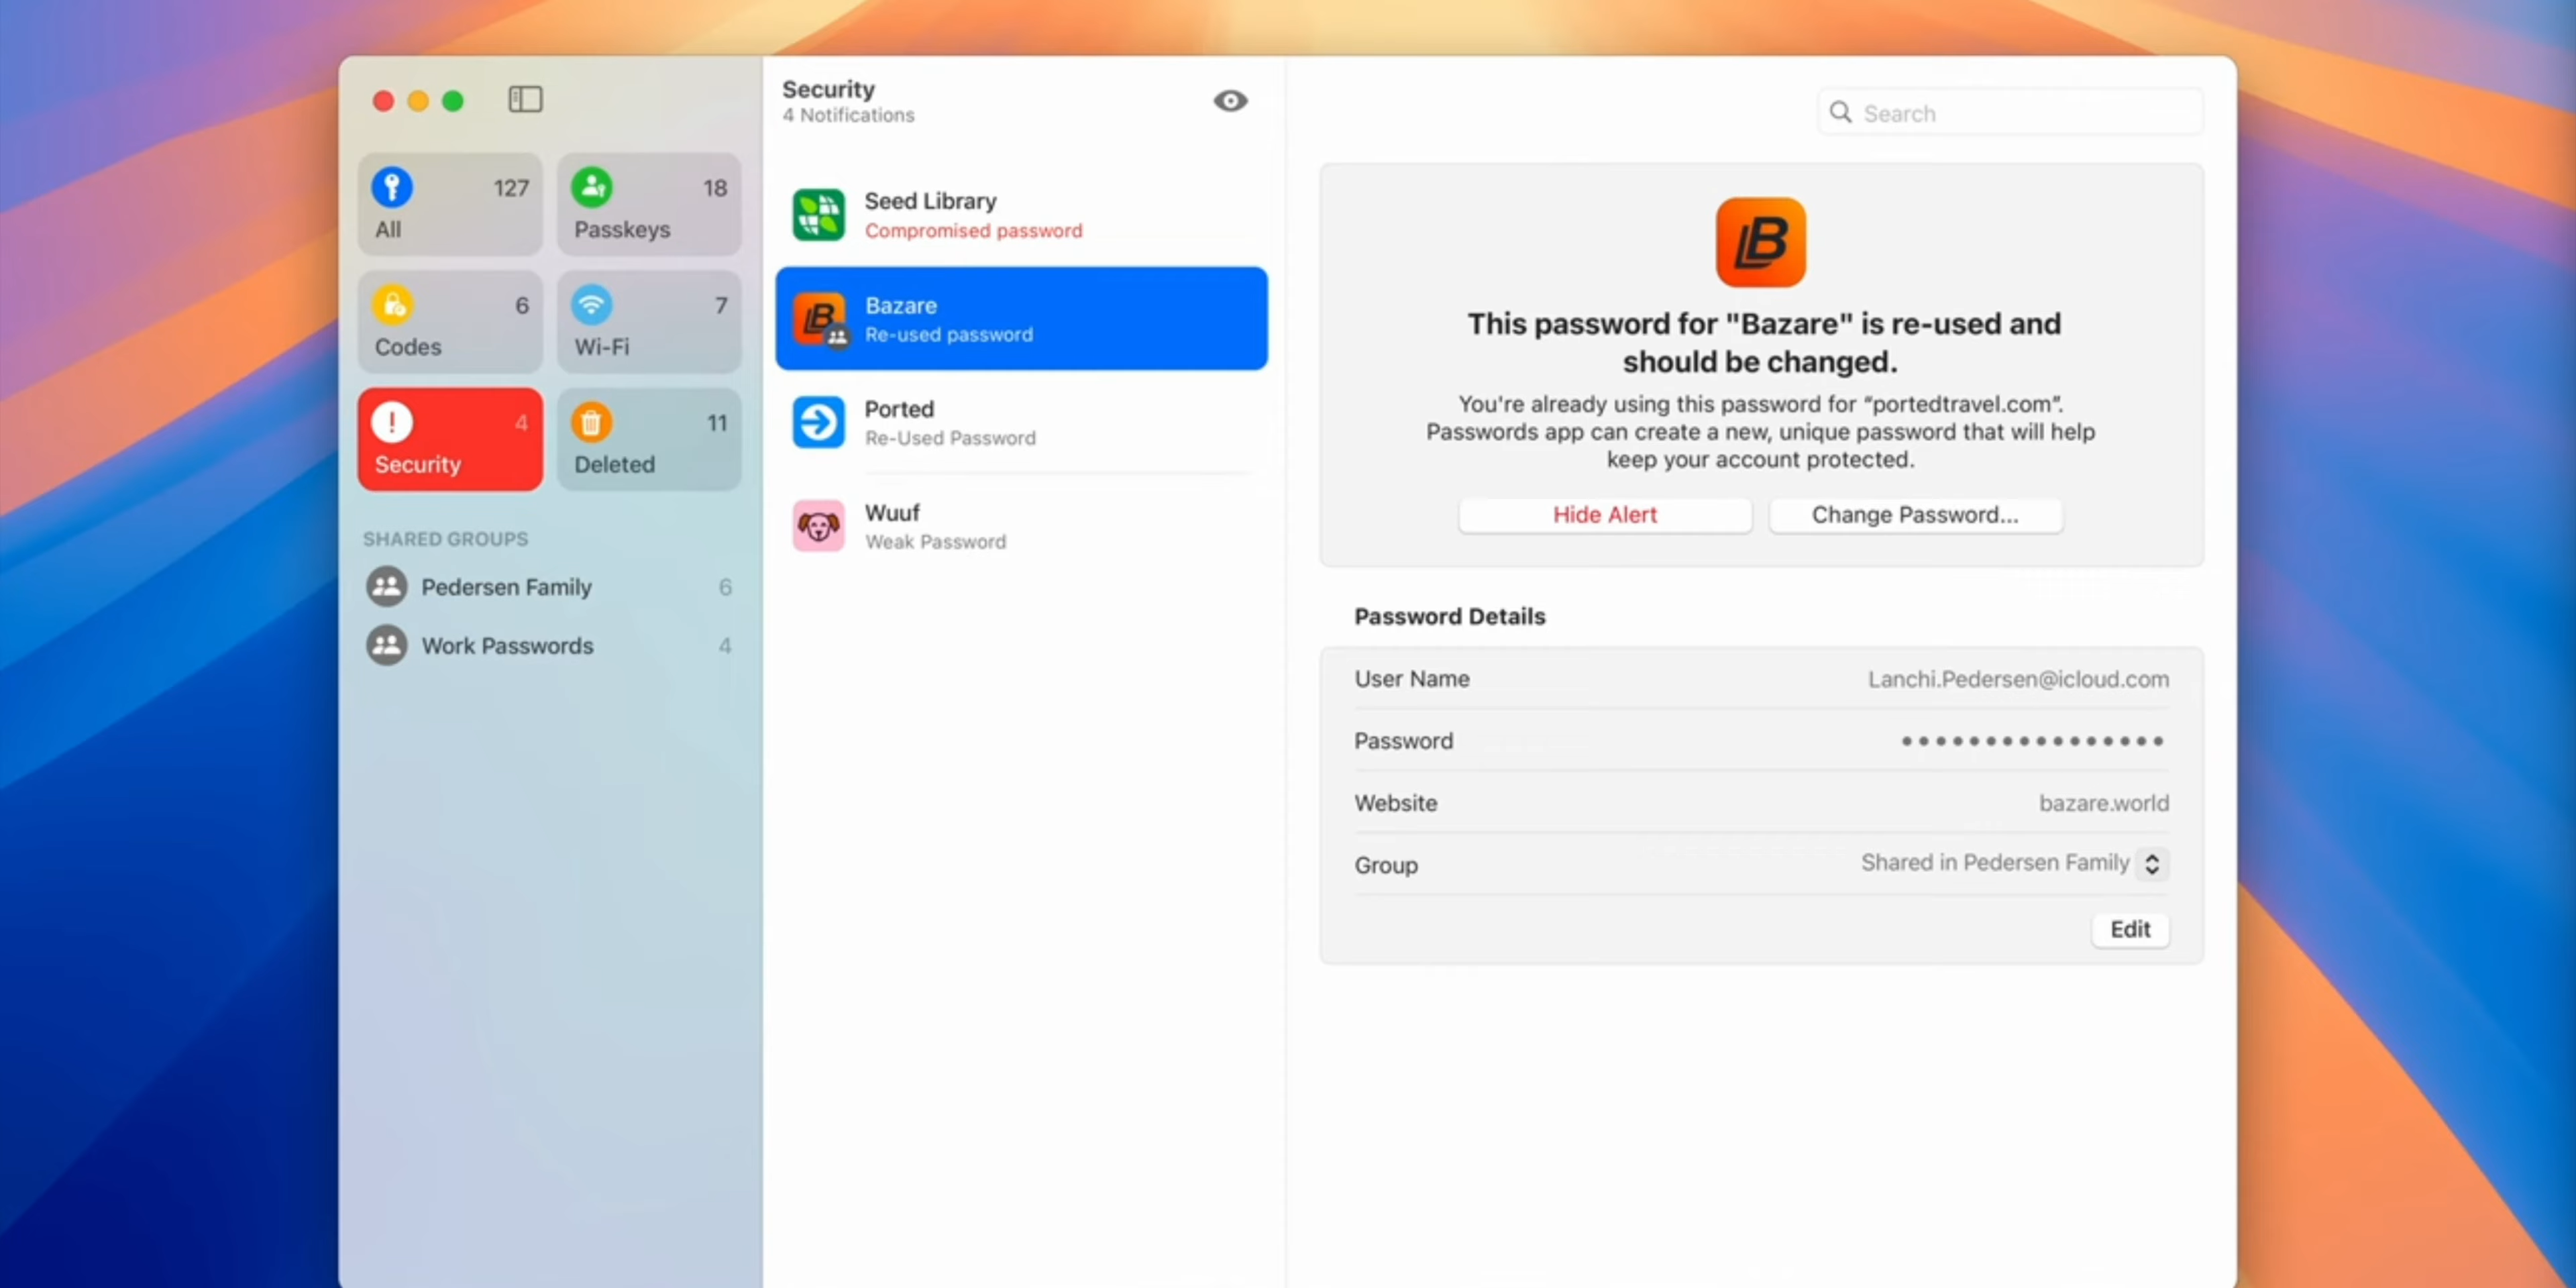 127
All
18
Passkeys
6
Codes
7
Wi-Fi
4
Security
11
Deleted
SHARED GROUPS
Pedersen Family 6
Work Passwords 4
Security
4 Notifications
Seed Library
Compromised password
Bazare
Re-used password
Ported
Re-Used Password
Wuuf
Weak Password
Search
B
This password for "Bazare" is re-used and
should be changed.
You're already using this password for “portedtravel.com”.
Passwords app can create a new, unique password that will help
keep your account protected.
Hide Alert Change Password...
Password Details
User Name Lanchi.Pedersen@icloud.com
Password ••••••••••••••••
Website bazare.world
Group Shared in Pedersen Family
Edit